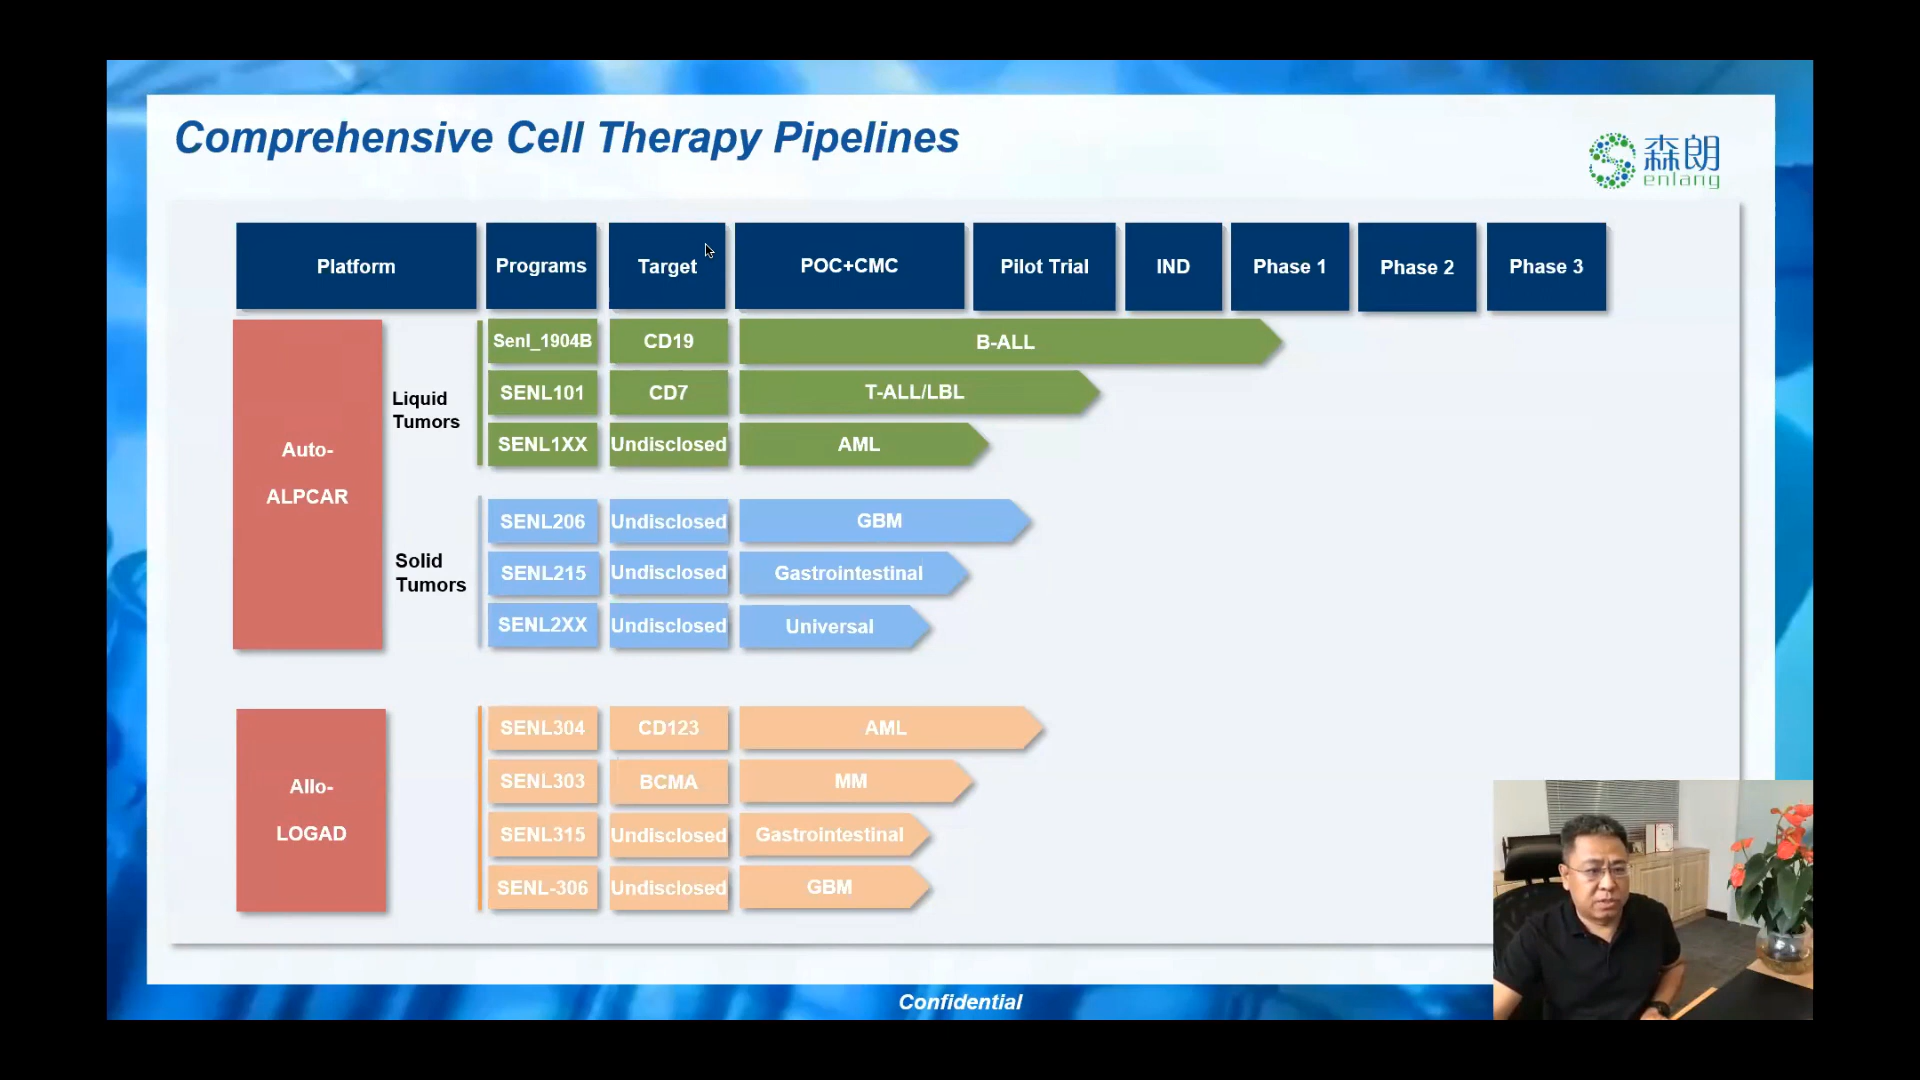 Comprehensive Cell Therapy Pipelines
森朗
enlang
Platform
Programs
Target
POC+CMC
Pilot Trial
IND
Phase 1
Phase 2
Phase 3
Auto-
ALPCAR
Liquid
Tumors
Senl_1904B
CD19
B-ALL
SENL101
CD7
T-ALL/LBL
SENL1XX
Undisclosed
AML
Solid
Tumors
SENL206
Undisclosed
GBM
SENL215
Undisclosed
Gastrointestinal
SENL2XX
Undisclosed
Universal
Allo-
LOGAD
SENL304
CD123
AML
SENL303
BCMA
MM
SENL315
Undisclosed
Gastrointestinal
SENL-306
Undisclosed
GBM
Confidential